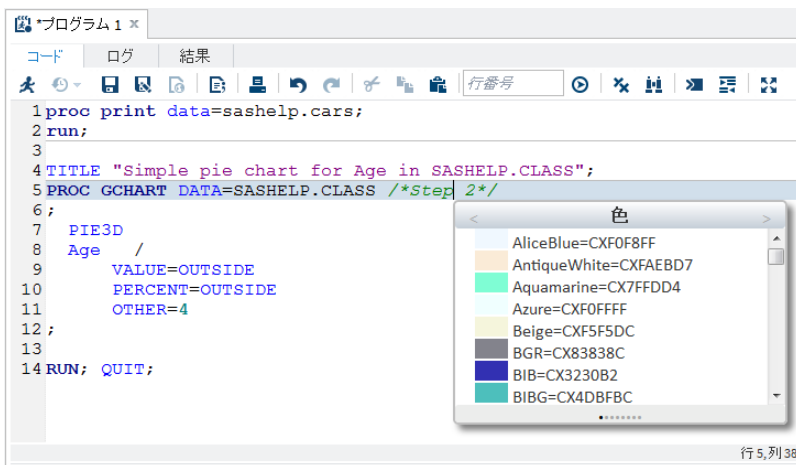 *プログラム 1 ×
コード ログ 結果
行番号
1 proc print data=sashelp.cars;
2 run;
3
4 TITLE "Simple pie chart for Age in SASHELP.CLASS";
5 PROC GCHART DATA=SASHELP.CLASS /*Step 2*/
6 ;
7 PIE3D
8 Age /
9 VALUE=OUTSIDE
10 PERCENT=OUTSIDE
11 OTHER=4
12 ;
13
14 RUN; QUIT;
< 色 >
AliceBlue=CXF0F8FF
AntiqueWhite=CXFAEBD7
Aquamarine=CX7FFDD4
Azure=CXF0FFFF
Beige=CXF5F5DC
BGR=CX83838C
BIB=CX3230B2
BIBG=CX4DBFBC
行 5,列 38